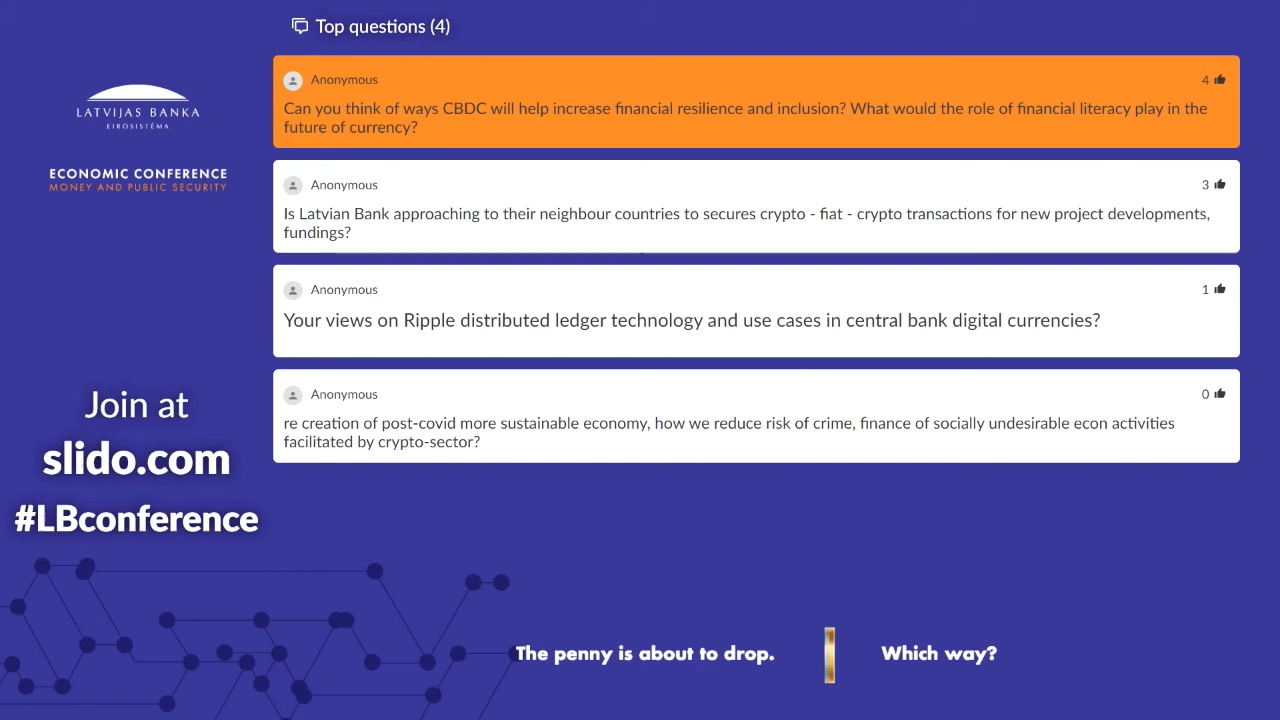 Top questions (4)
LATVIJAS BANKA
EIROSISTĒMA
ECONOMIC CONFERENCE
MONEY AND PUBLIC SECURITY
Anonymous
4
Can you think of ways CBDC will help increase financial resilience and inclusion? What would the role of financial literacy play in the
future of currency?
Anonymous
3
Is Latvian Bank approaching to their neighbour countries to secures crypto - fiat - crypto transactions for new project developments,
fundings?
Anonymous
1
Your views on Ripple distributed ledger technology and use cases in central bank digital currencies?
Anonymous
0
re creation of post-covid more sustainable economy, how we reduce risk of crime, finance of socially undesirable econ activities
facilitated by crypto-sector?
Join at
slido.com
#LBconference
The penny is about to drop.
Which way?